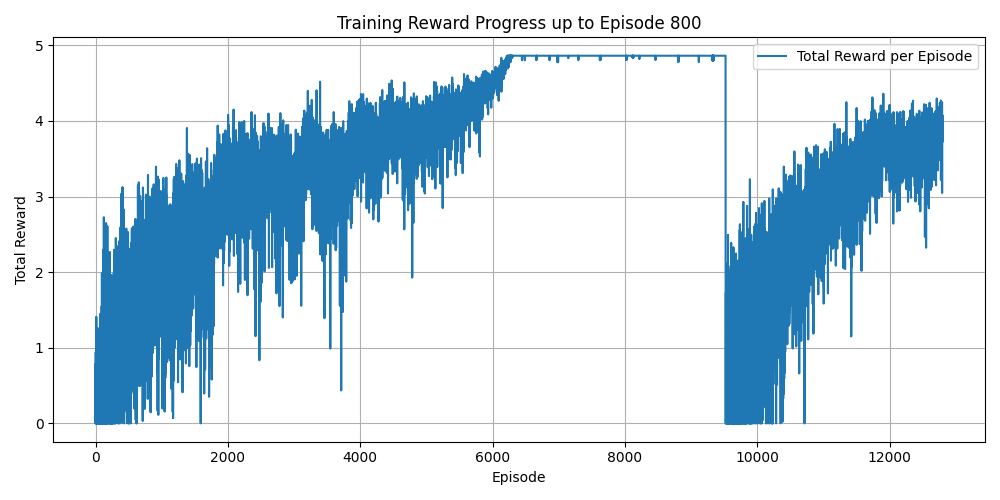 Training Reward Progress up to Episode 800
Total Reward per Episode
Total Reward
5
4
3
2
1
0
0 2000 4000 6000 8000 10000 12000
Episode